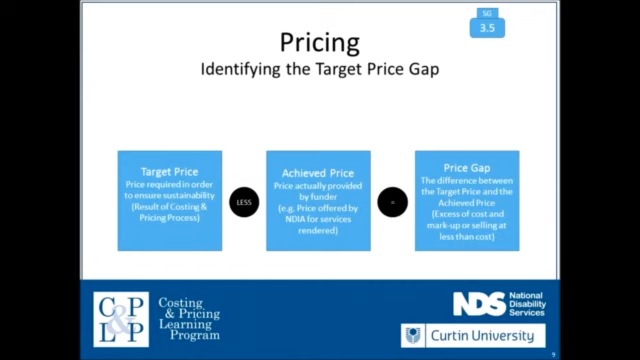 SG
3.5
Pricing
Identifying the Target Price Gap
Target Price
Price required in order
to ensure sustainability
(Result of Costing &
Pricing Process)
LESS
Achieved Price
Price actually provided
by funder
(e.g. Price offered by
NDIA for services
rendered)
=
Price Gap
The difference between
the Target Price and the
Achieved Price
(Excess of cost and
mark-up or selling at
less than cost)
C&P
L P
Costing
& Pricing
Learning
Program
NDS
National
Disability
Services
Curtin University
9